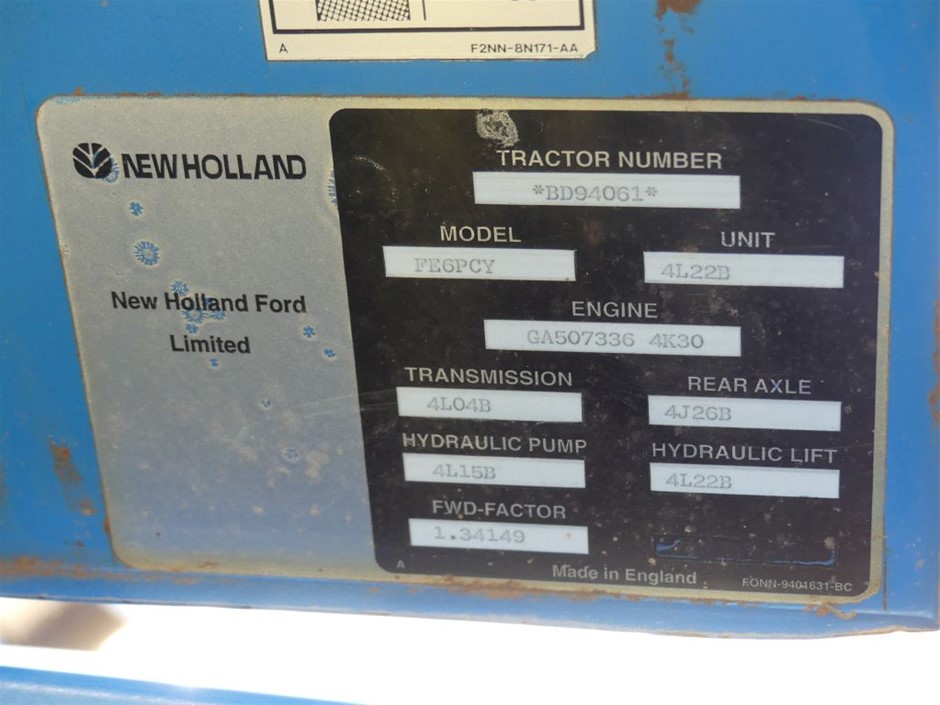 A F2NN-8N171-AA
NEW HOLLAND
New Holland Ford
Limited
TRACTOR NUMBER
*BD94061*
MODEL UNIT
FE6PCY 4L22B
ENGINE
GA507336 4K30
TRANSMISSION REAR AXLE
4L04B 4J26B
HYDRAULIC PUMP HYDRAULIC LIFT
4L15B 4L22B
FWD-FACTOR
1.34149
A Made in England FONN-9404631-BC